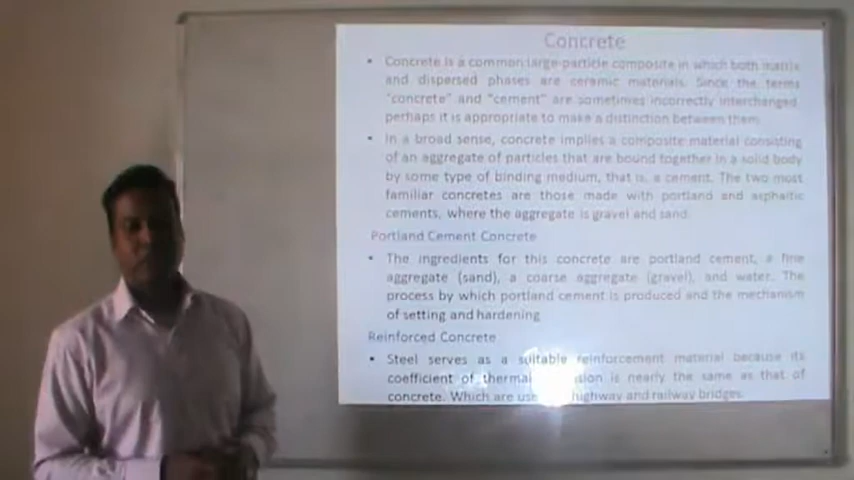 Concrete
• Concrete is a common large-particle composite in which both matrix
and dispersed phases are ceramic materials. Since the terms
"concrete" and "cement" are sometimes incorrectly interchanged
perhaps it is appropriate to make a distinction between them.
• In a broad sense, concrete implies a composite material consisting
of an aggregate of particles that are bound together in a solid body
by some type of binding medium, that is, a cement. The two most
familiar concretes are those made with portland and asphaltic
cements, where the aggregate is gravel and sand.
Portland Cement Concrete
• The ingredients for this concrete are portland cement, a fine
aggregate (sand), a coarse aggregate (gravel), and water. The
process by which portland cement is produced and the mechanism
of setting and hardening
Reinforced Concrete
• Steel serves as a suitable reinforcement material because its
coefficient of thermal is nearly the same as that of
concrete. Which are highway and railway bridges.